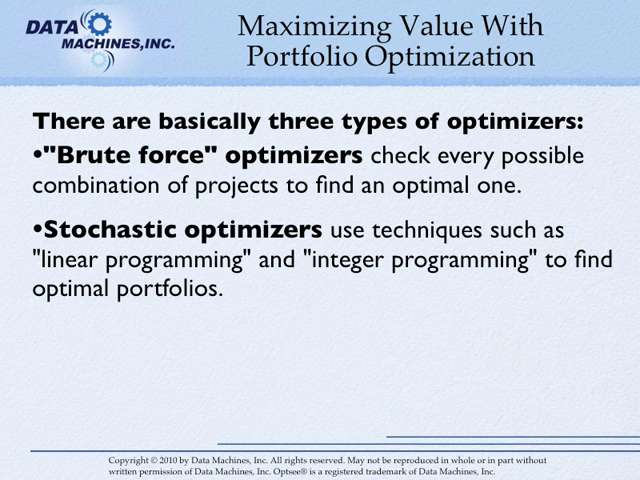 DATA
MACHINES, INC.
Maximizing Value With
Portfolio Optimization
There are basically three types of optimizers:
•"Brute force" optimizers check every possible
combination of projects to find an optimal one.
•Stochastic optimizers use techniques such as
"linear programming" and "integer programming" to find
optimal portfolios.
Copyright © 2010 by Data Machines, Inc. All rights reserved. May not be reproduced in whole or in part without
written permission of Data Machines, Inc. Optsee® is a registered trademark of Data Machines, Inc.